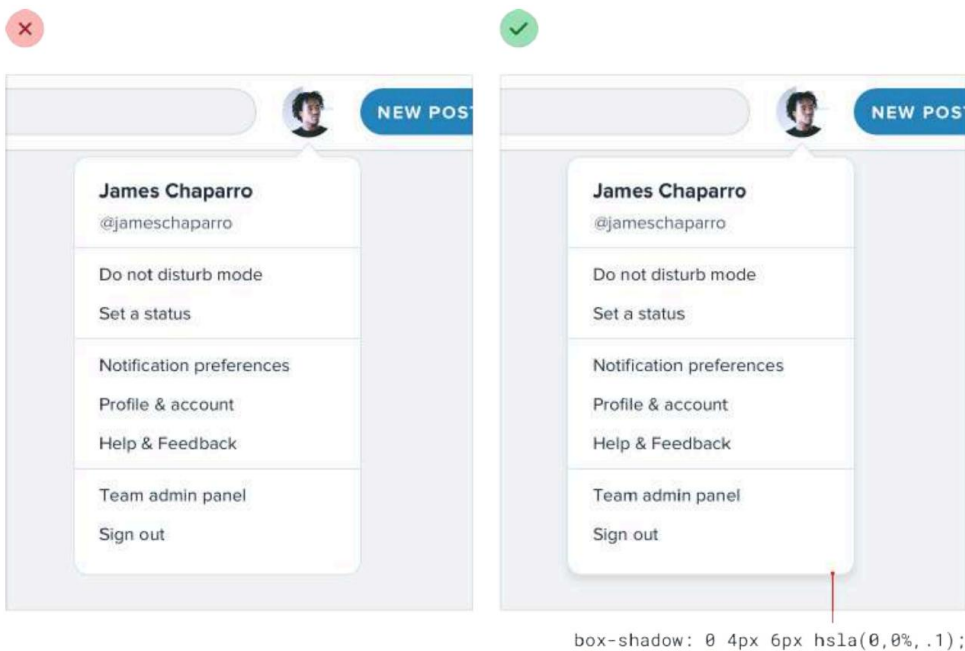 NEW POST
James Chaparro
@jameschaparro
Do not disturb mode
Set a status
Notification preferences
Profile & account
Help & Feedback
Team admin panel
Sign out
NEW POST
James Chaparro
@jameschaparro
Do not disturb mode
Set a status
Notification preferences
Profile & account
Help & Feedback
Team admin panel
Sign out
box-shadow: 0 4px 6px hsla(0,0%,.1);